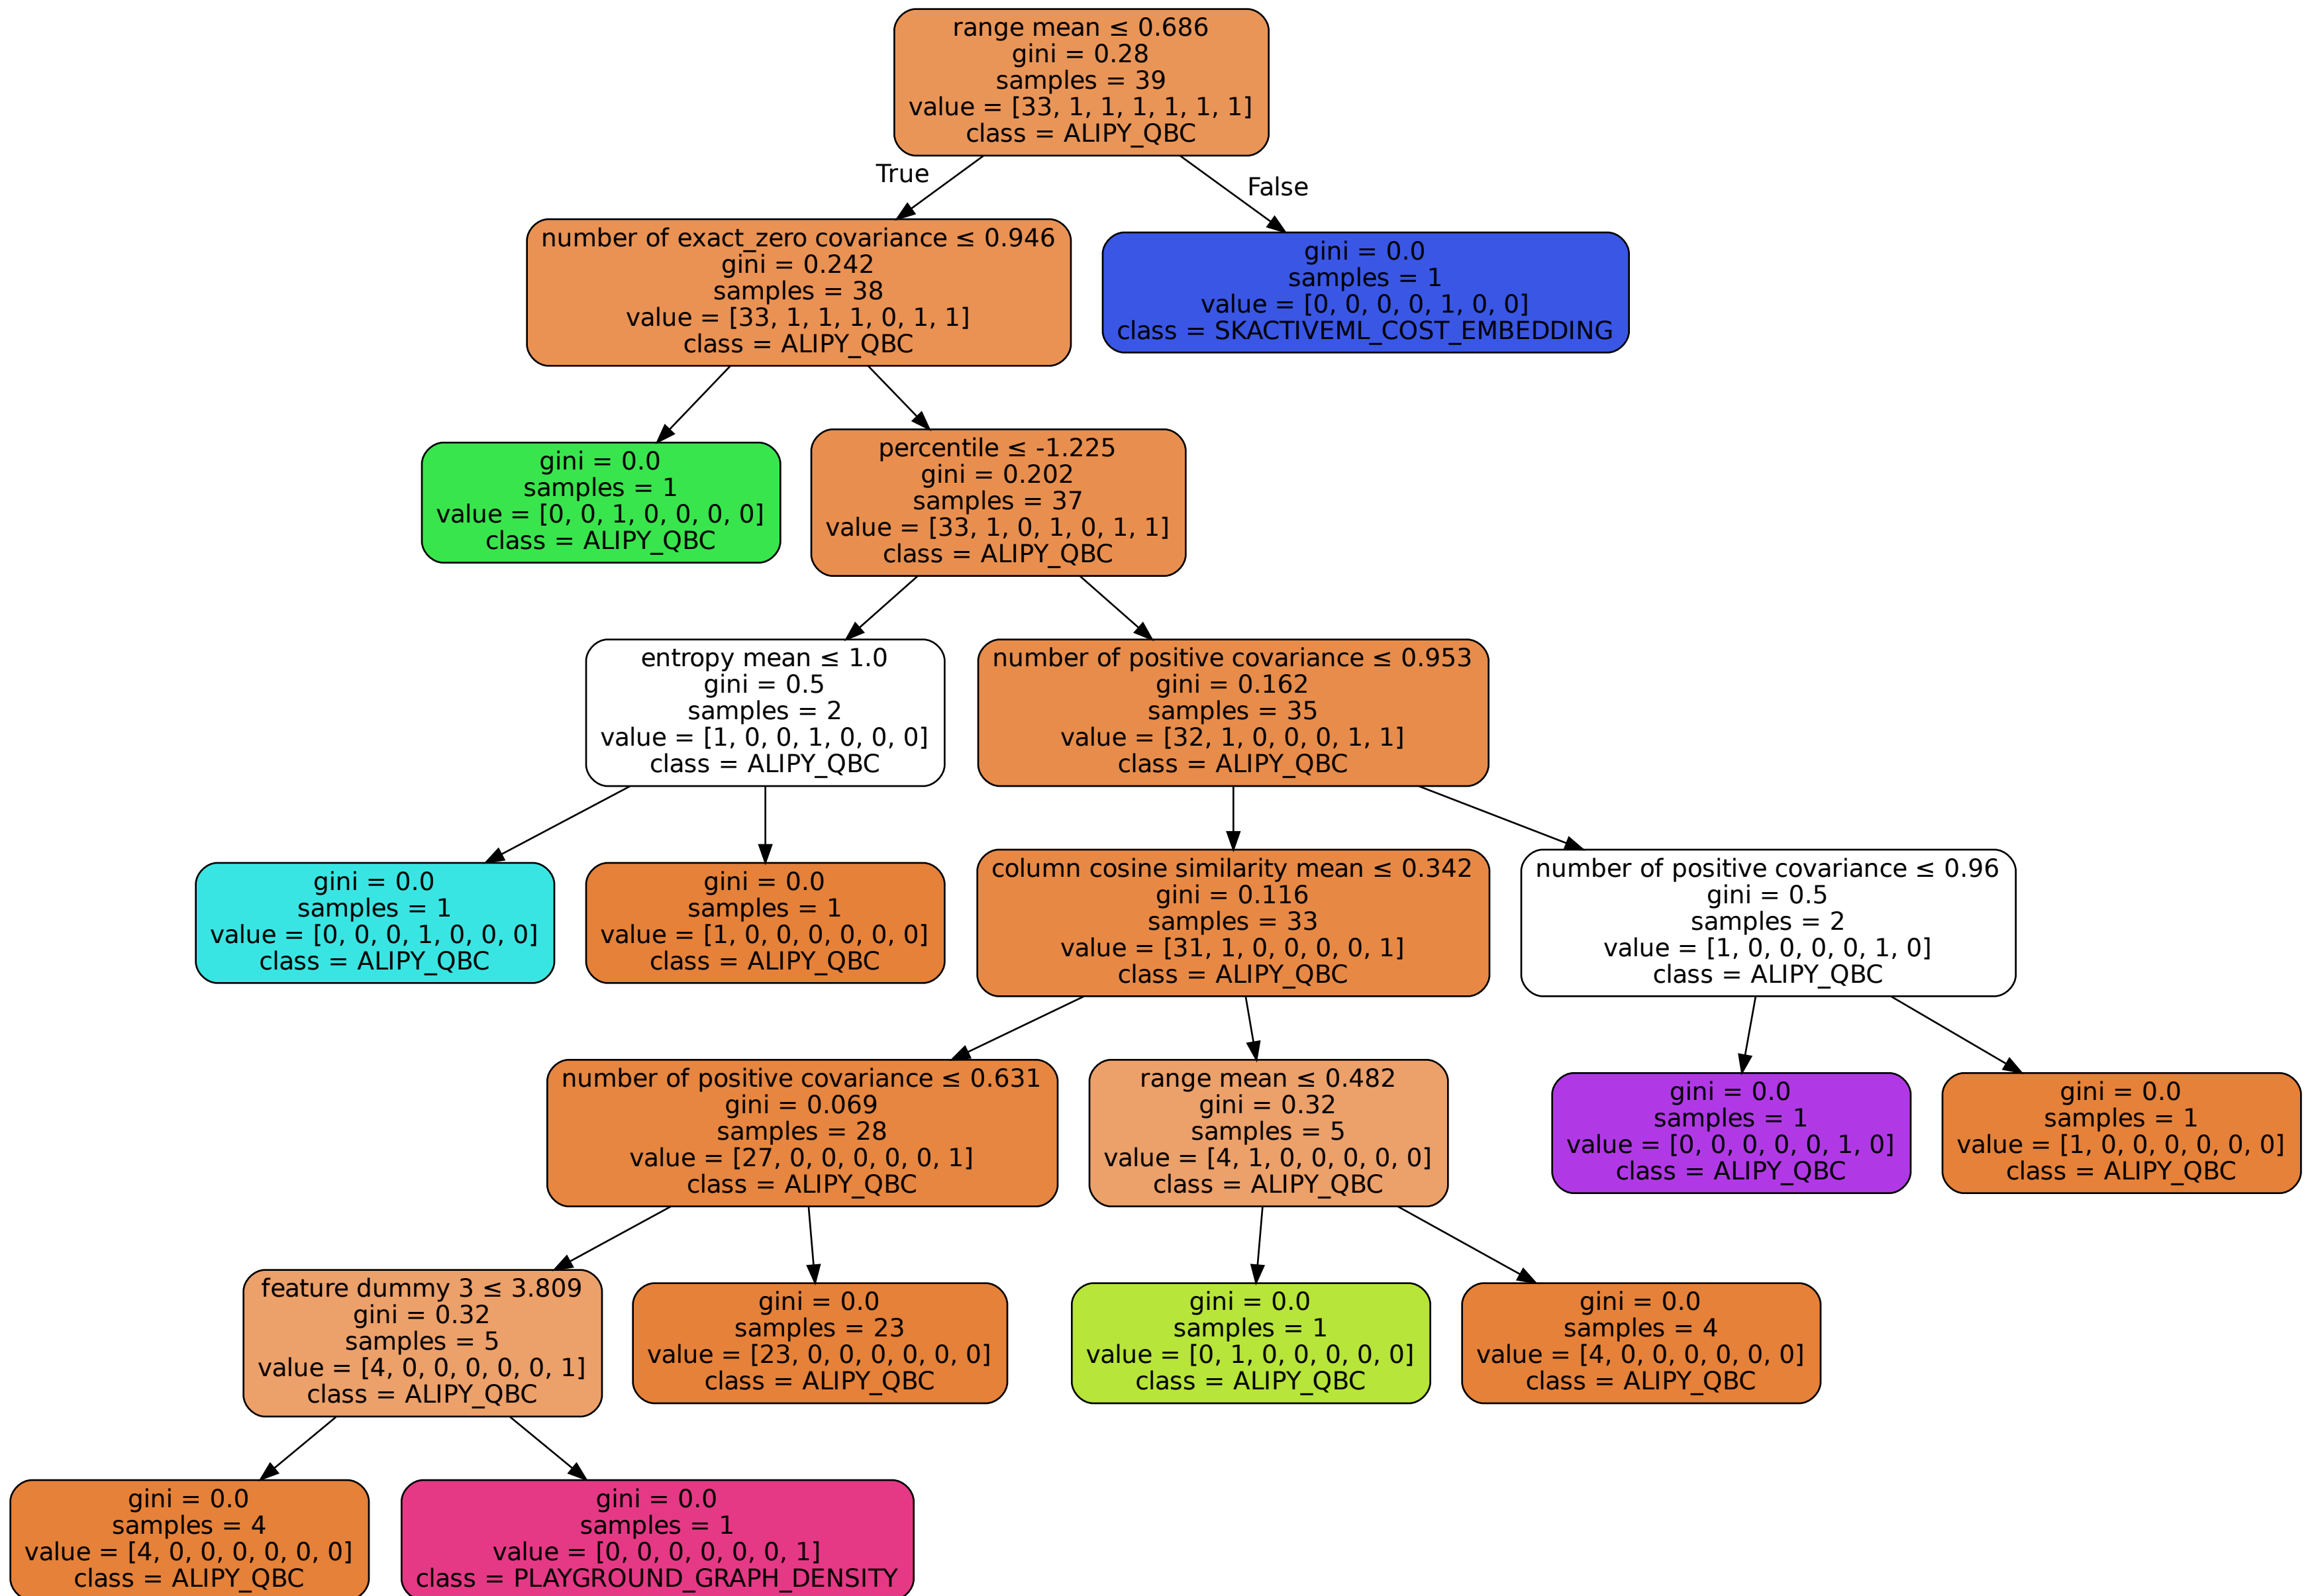 range mean ≤ 0.686
gini = 0.28
samples = 39
value = [33, 1, 1, 1, 1, 1, 1]
class = ALIPY_QBC
True
False
number of exact_zero covariance ≤ 0.946
gini = 0.242
samples = 38
value = [33, 1, 1, 1, 0, 1, 1]
class = ALIPY_QBC
gini = 0.0
samples = 1
value = [0, 0, 0, 0, 1, 0, 0]
class = SKACTIVEML_COST_EMBEDDING
gini = 0.0
samples = 1
value = [0, 0, 1, 0, 0, 0, 0]
class = ALIPY_QBC
percentile ≤ -1.225
gini = 0.202
samples = 37
value = [33, 1, 0, 1, 0, 1, 1]
class = ALIPY_QBC
entropy mean ≤ 1.0
gini = 0.5
samples = 2
value = [1, 0, 0, 1, 0, 0, 0]
class = ALIPY_QBC
number of positive covariance ≤ 0.953
gini = 0.162
samples = 35
value = [32, 1, 0, 0, 0, 1, 1]
class = ALIPY_QBC
gini = 0.0
samples = 1
value = [0, 0, 0, 1, 0, 0, 0]
class = ALIPY_QBC
gini = 0.0
samples = 1
value = [1, 0, 0, 0, 0, 0, 0]
class = ALIPY_QBC
column cosine similarity mean ≤ 0.342
gini = 0.116
samples = 33
value = [31, 1, 0, 0, 0, 0, 1]
class = ALIPY_QBC
number of positive covariance ≤ 0.96
gini = 0.5
samples = 2
value = [1, 0, 0, 0, 0, 1, 0]
class = ALIPY_QBC
number of positive covariance ≤ 0.631
gini = 0.069
samples = 28
value = [27, 0, 0, 0, 0, 0, 1]
class = ALIPY_QBC
range mean ≤ 0.482
gini = 0.32
samples = 5
value = [4, 1, 0, 0, 0, 0, 0]
class = ALIPY_QBC
gini = 0.0
samples = 1
value = [0, 0, 0, 0, 0, 1, 0]
class = ALIPY_QBC
gini = 0.0
samples = 1
value = [1, 0, 0, 0, 0, 0, 0]
class = ALIPY_QBC
feature dummy 3 ≤ 3.809
gini = 0.32
samples = 5
value = [4, 0, 0, 0, 0, 0, 1]
class = ALIPY_QBC
gini = 0.0
samples = 23
value = [23, 0, 0, 0, 0, 0, 0]
class = ALIPY_QBC
gini = 0.0
samples = 1
value = [0, 1, 0, 0, 0, 0, 0]
class = ALIPY_QBC
gini = 0.0
samples = 4
value = [4, 0, 0, 0, 0, 0, 0]
class = ALIPY_QBC
gini = 0.0
samples = 4
value = [4, 0, 0, 0, 0, 0, 0]
class = ALIPY_QBC
gini = 0.0
samples = 1
value = [0, 0, 0, 0, 0, 0, 1]
class = PLAYGROUND_GRAPH_DENSITY